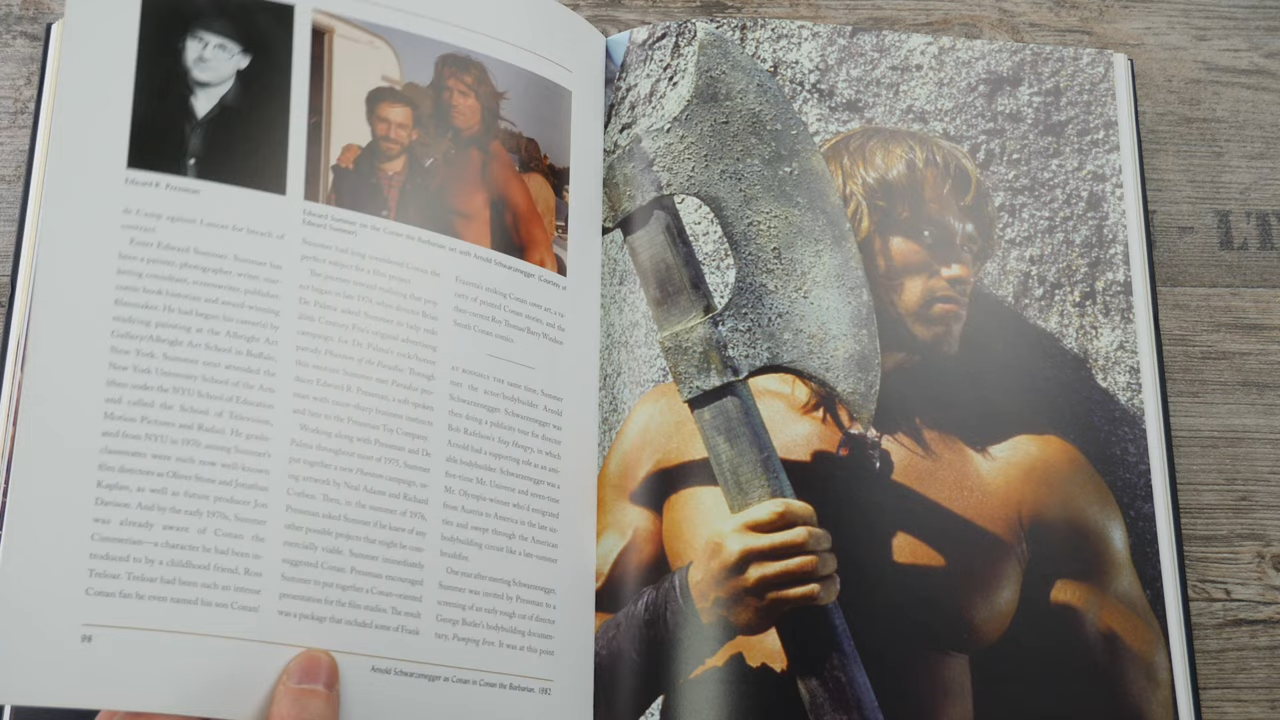 Edward R. Pressman
Edward Summer on the Conan the Barbarian set with Arnold Schwarzenegger. (Courtesy of
Edward Summer)
de Camp against Lancer for breach of
contract.
Enter Edward Summer. Summer has
been a painter, photographer, writer, mar-
keting consultant, screenwriter, publisher,
comic book historian and award-winning
filmmaker. He had begun his career(s) by
studying painting at the Albright Art
Gallery/Albright Art School in Buffalo,
New York. Summer next attended the
New York University School of the Arts
(then under the NYU School of Education
and called the School of Television,
Motion Pictures and Radio). He gradu-
ated from NYU in 1970; among Summer's
classmates were such now well-known
film directors as Oliver Stone and Jonathan
Kaplan, as well as future producer Jon
Davison. And by the early 1970s, Summer
was already aware of Conan the
Cimmerian—a character he had been in-
troduced to by a childhood friend, Ross
Treloar. Treloar had been such an intense
Conan fan he even named his son Conan!
Summer had long considered Conan the
perfect subject for a film project.
The journey toward realizing that proj-
ect began in late 1974, when director Brian
De Palma asked Summer to help redo
20th Century Fox's original advertising
campaign for De Palma's rock/horror
parody Phantom of the Paradise. Through
this reaction Summer met Paradise pro-
ducer Edward R. Pressman, a soft-spoken
man with razor-sharp business instincts
and heir to the Pressman Toy Company.
Working along with Pressman and De
Palma throughout most of 1975, Summer
put together a new Phantom campaign, us-
ing artwork by Neal Adams and Richard
Corben. Then, in the summer of 1976,
Pressman asked Summer if he knew of any
other possible projects that might be com-
mercially viable. Summer immediately
suggested Conan. Pressman encouraged
Summer to put together a Conan-oriented
presentation for the film studios. The result
was a package that included some of Frank
Frazetta's striking Conan cover art, a va-
riety of printed Conan stories, and the
then-current Roy Thomas/Barry Windsor-
Smith Conan comics.
AT ROUGHLY THE same time, Summer
met the actor/bodybuilder Arnold
Schwarzenegger. Schwarzenegger was
then doing a publicity tour for director
Bob Rafelson's Stay Hungry, in which
Arnold had a supporting role as an ami-
able bodybuilder. Schwarzenegger was a
five-time Mr. Universe and seven-time
Mr. Olympia-winner who'd emigrated
from Austria to America in the late six-
ties and swept through the American
bodybuilding circuit like a late-summer
brushfire.
One year after meeting Schwarzenegger,
Summer was invited by Pressman to a
screening of an early rough cut of director
George Butler's bodybuilding documen-
tary, Pumping Iron. It was at this point
Arnold Schwarzenegger as Conan in Conan the Barbarian, 1982
LT